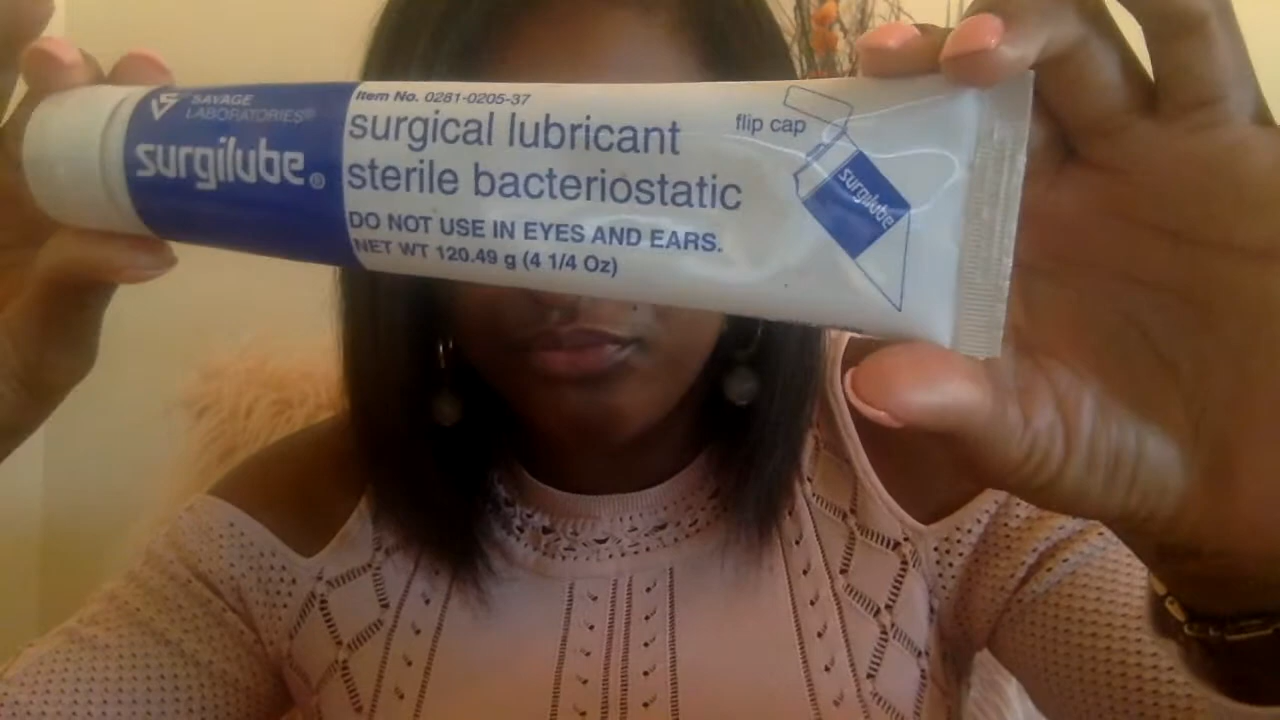 SAVAGE
LABORATORIES®
surgilube®
Item No. 0281-0205-37
surgical lubricant
sterile bacteriostatic
DO NOT USE IN EYES AND EARS.
NET WT 120.49 g (4 1/4 Oz)
flip cap
surgilube